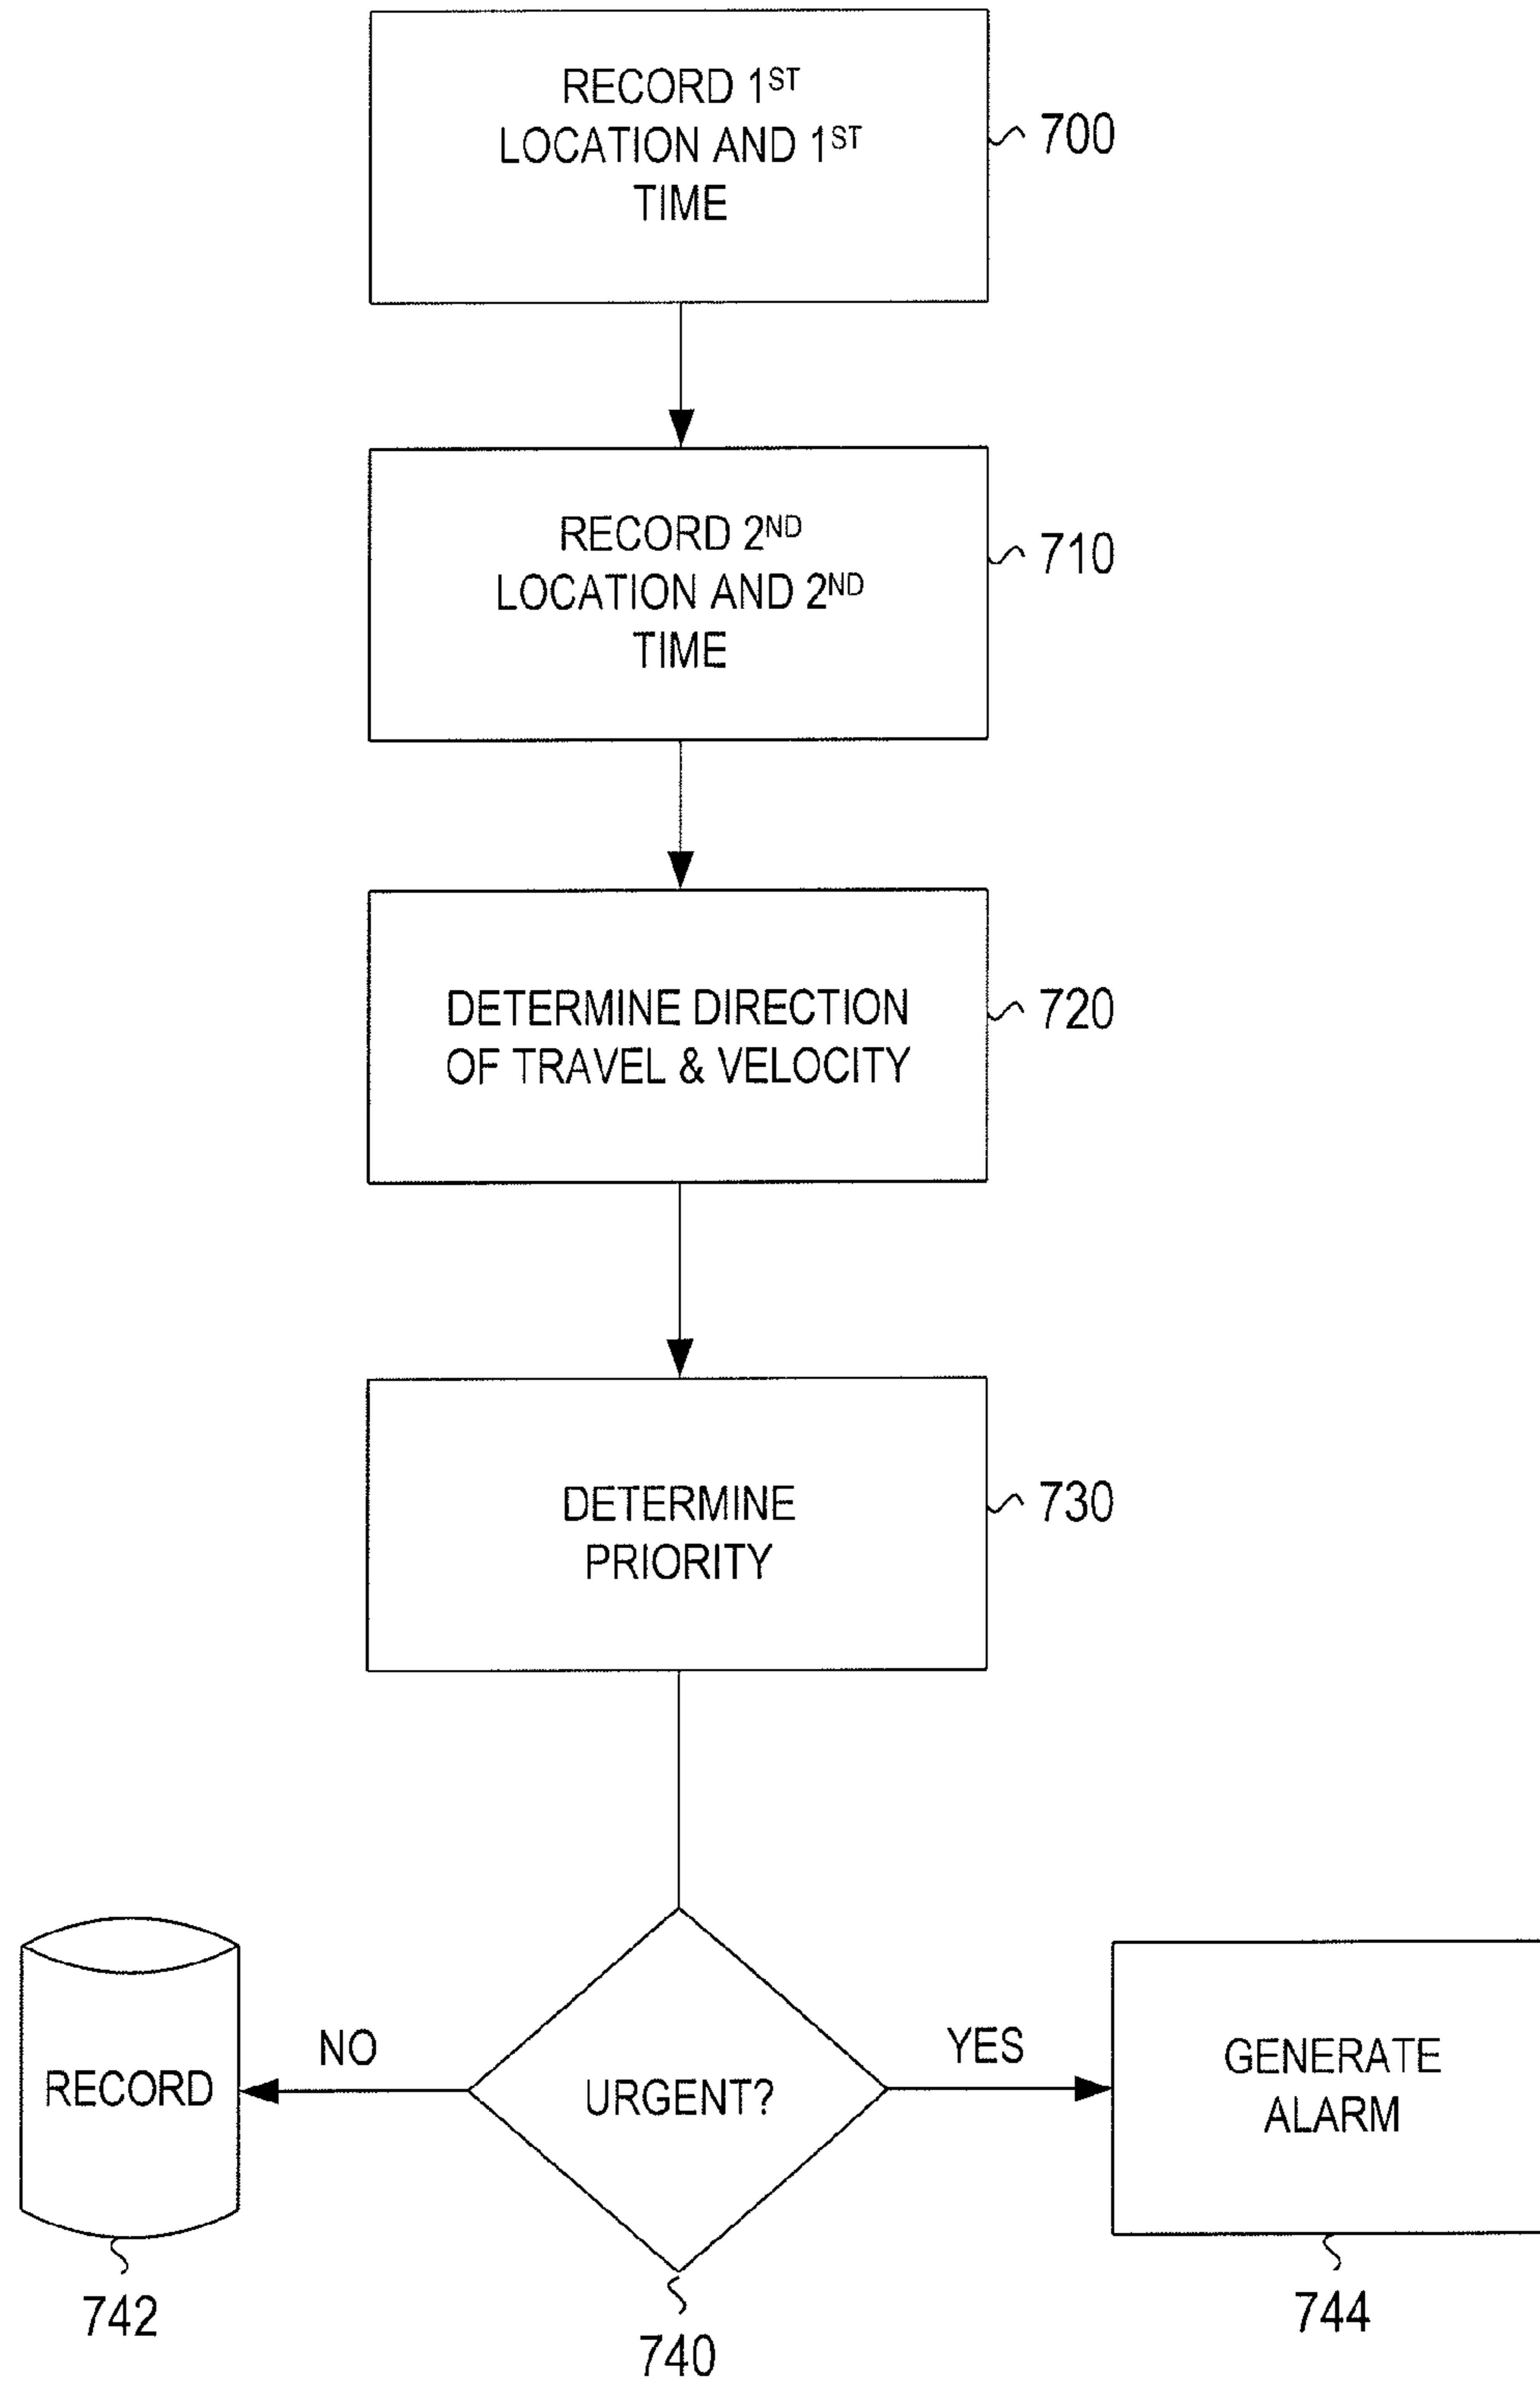 RECORD 1ST
LOCATION AND 1ST
TIME
700
RECORD 2ND
LOCATION AND 2ND
TIME
710
DETERMINE DIRECTION
OF TRAVEL & VELOCITY
720
DETERMINE
PRIORITY
730
RECORD
NO
URGENT?
YES
GENERATE
ALARM
742
740
744